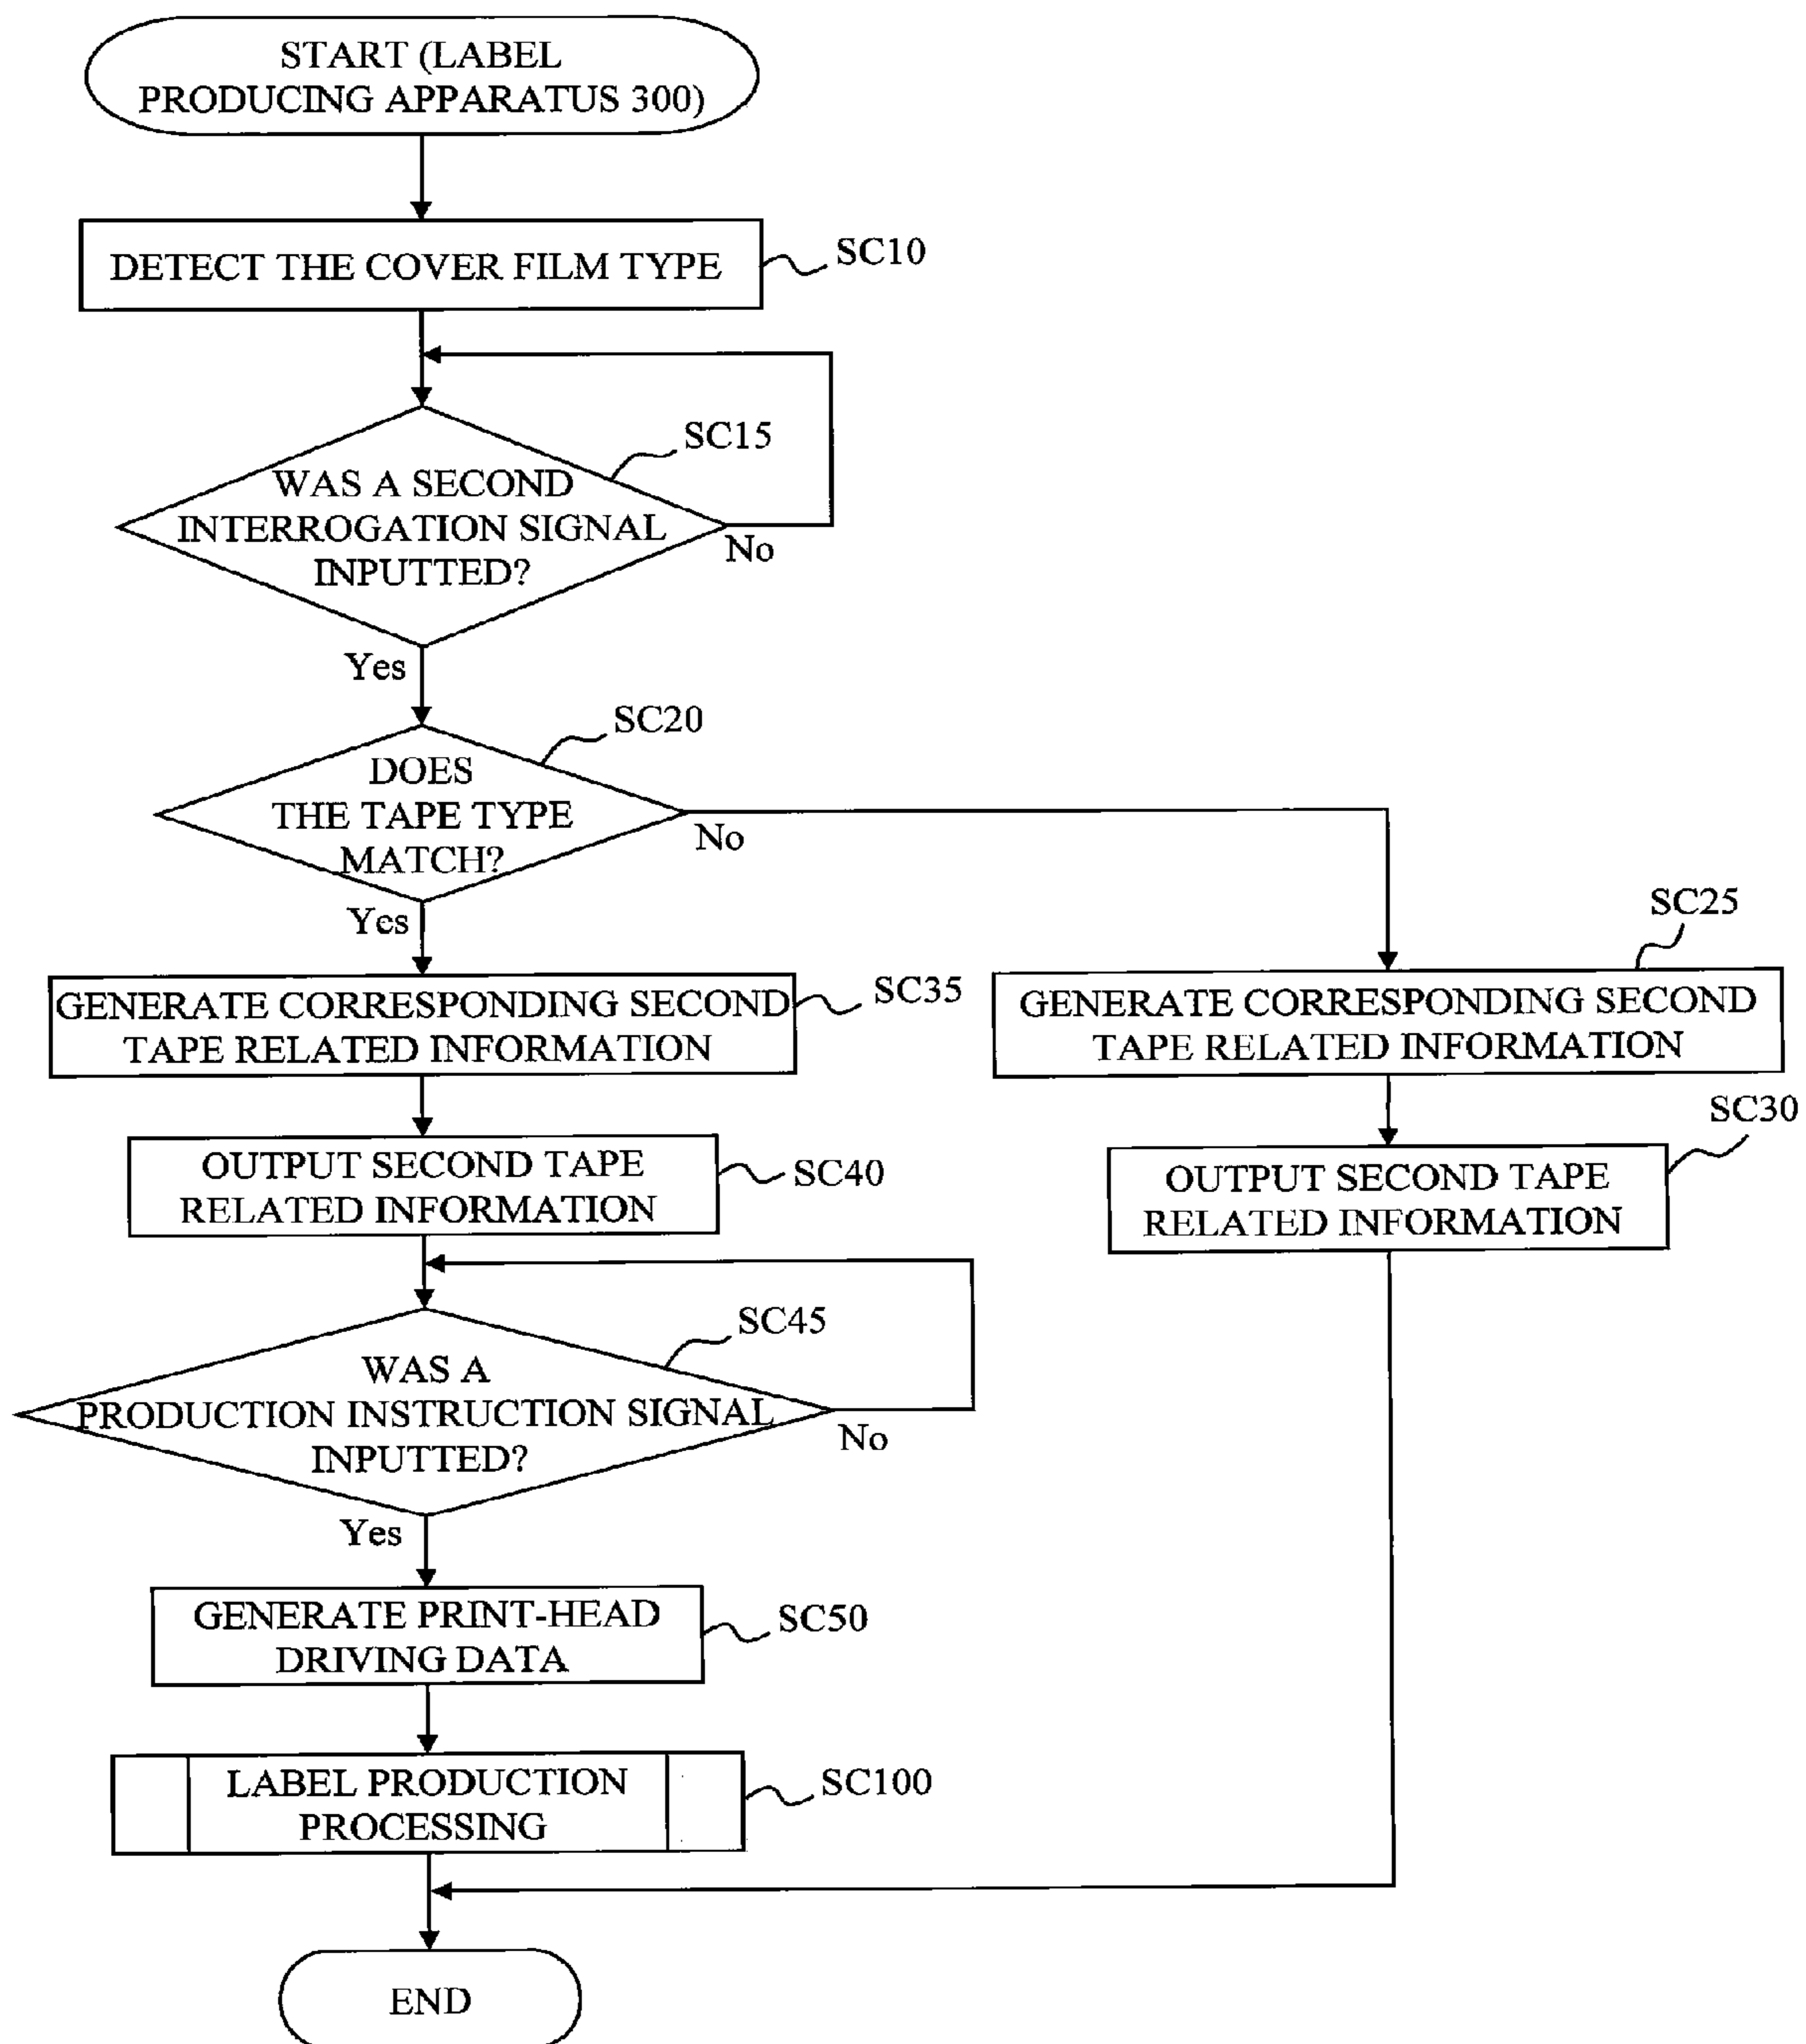 START (LABEL
PRODUCING APPARATUS 300)
DETECT THE COVER FILM TYPE
SC10
SC15
WAS A SECOND
INTERROGATION SIGNAL
INPUTTED?
No
Yes
SC20
DOES
THE TAPE TYPE
MATCH?
No
Yes
SC25
GENERATE CORRESPONDING SECOND
TAPE RELATED INFORMATION
SC30
OUTPUT SECOND TAPE
RELATED INFORMATION
GENERATE CORRESPONDING SECOND
TAPE RELATED INFORMATION
SC35
OUTPUT SECOND TAPE
RELATED INFORMATION
SC40
SC45
WAS A
PRODUCTION INSTRUCTION SIGNAL
INPUTTED?
No
Yes
GENERATE PRINT-HEAD
DRIVING DATA
SC50
LABEL PRODUCTION
PROCESSING
SC100
END